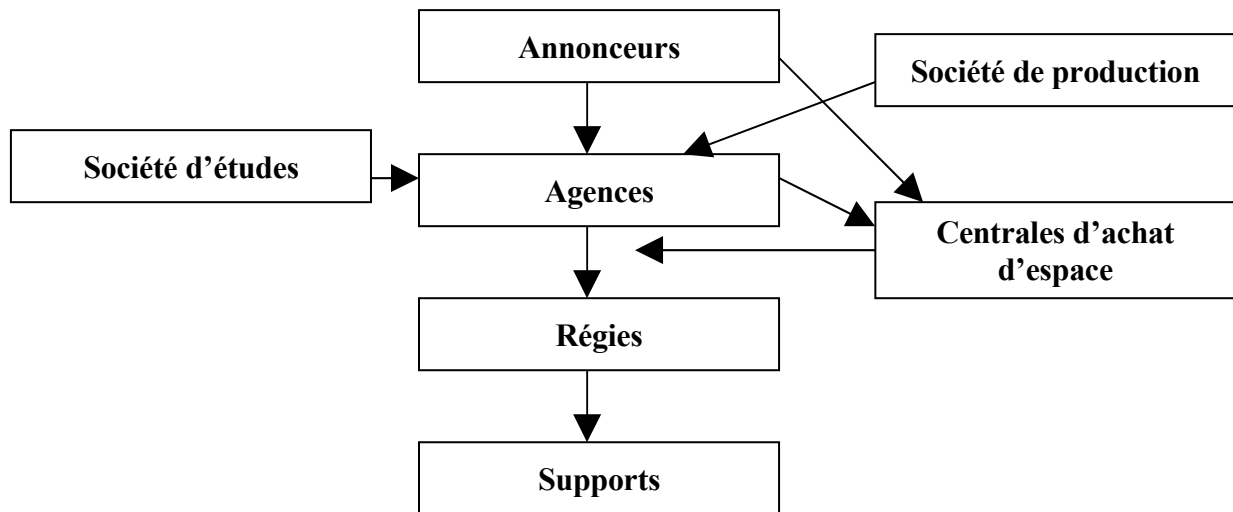 Annonceurs
Société de production
Société d’études
Agences
Centrales d’achat
d’espace
Régies
Supports